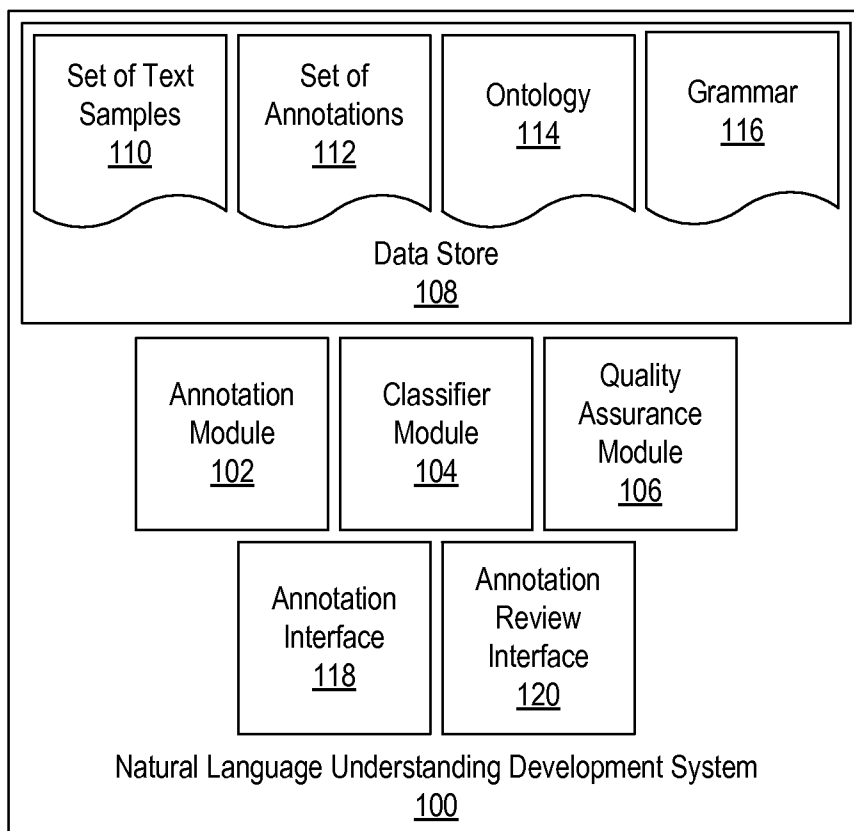 Set of Text
Samples
110
Set of
Annotations
112
Ontology
114
Grammar
116
Data Store
108
Annotation
Module
102
Classifier
Module
104
Quality
Assurance
Module
106
Annotation
Interface
118
Annotation
Review
Interface
120
Natural Language Understanding Development System
100